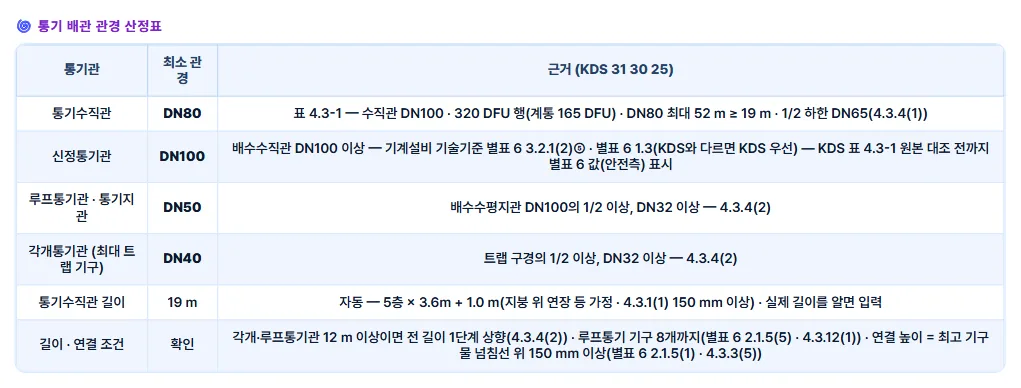 🌀 통기 배관 관경 산정표
통기관
최소 관
경
근거 (KDS 31 30 25)
통기수직관
DN80
표 4.3-1 — 수직관 DN100 · 320 DFU 행(계통 165 DFU) · DN80 최대 52 m ≥ 19 m · 1/2 하한 DN65(4.3.4(1))
신정통기관
DN100
배수수직관 DN100 이상 — 기계설비 기술기준 별표 6 3.2.1(2)⑥ · 별표 6 1.3(KDS와 다르면 KDS 우선) — KDS 표 4.3-1 원본 대조 전까지
별표 6 값(안전측) 표시
루프통기관 · 통기지
관
DN50
배수수평지관 DN100의 1/2 이상, DN32 이상 — 4.3.4(2)
각개통기관 (최대 트
랩 기구)
DN40
트랩 구경의 1/2 이상, DN32 이상 — 4.3.4(2)
통기수직관 길이
19 m
자동 — 5층 × 3.6m + 1.0 m(지붕 위 연장 등 가정 · 4.3.1(1) 150 mm 이상) · 실제 길이를 알면 입력
길이 · 연결 조건
확인
각개·루프통기관 12 m 이상이면 전 길이 1단계 상향(4.3.4(2)) · 루프통기 기구 8개까지(별표 6 2.1.5(5) · 4.3.12(1)) · 연결 높이 = 최고 기구
물 넘침선 위 150 mm 이상(별표 6 2.1.5(1) · 4.3.3(5))